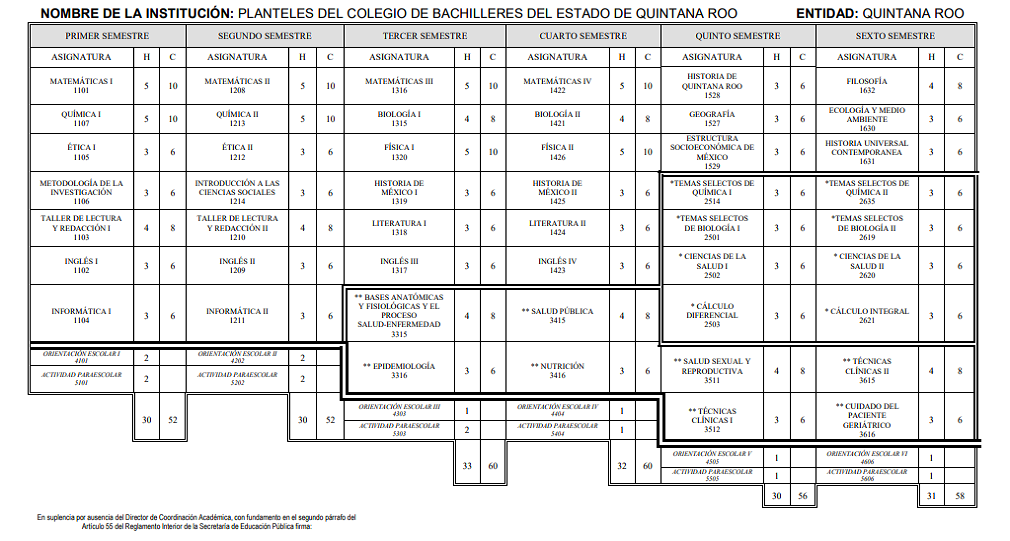 NOMBRE DE LA INSTITUCIÓN: PLANTELES DEL COLEGIO DE BACHILLERES DEL ESTADO DE QUINTANA ROO ENTIDAD: QUINTANA ROO
PRIMER SEMESTRE SEGUNDO SEMESTRE TERCER SEMESTRE CUARTO SEMESTRE QUINTO SEMESTRE SEXTO SEMESTRE
ASIGNATURA H C ASIGNATURA H C ASIGNATURA H C ASIGNATURA H C ASIGNATURA H C ASIGNATURA H C
MATEMÁTICAS I
1101
5 10
MATEMÁTICAS II
1208
5 10
MATEMÁTICAS III
1316
5 10
MATEMÁTICAS IV
1422
5 10
HISTORIA DE
QUINTANA ROO
1528
3 6
FILOSOFÍA
1632
4 8
QUÍMICA I
1107
5 10
QUÍMICA II
1213
5 10
BIOLOGÍA I
1315
4 8
BIOLOGÍA II
1421
4 8
GEOGRAFÍA
1527
3 6
ECOLOGÍA Y MEDIO
AMBIENTE
1630
3 6
ÉTICA I
1105
3 6
ÉTICA II
1212
3 6
FÍSICA I
1320
5 10
FÍSICA II
1426
5 10
ESTRUCTURA
SOCIOECONÓMICA DE
MÉXICO
1529
3 6
HISTORIA UNIVERSAL
CONTEMPORANEA
1631
3 6
METODOLOGÍA DE LA
INVESTIGACIÓN
1106
3 6
INTRODUCCIÓN A LAS
CIENCIAS SOCIALES
1214
3 6
HISTORIA DE
MÉXICO I
1319
3 6
HISTORIA DE
MÉXICO II
1425
3 6
*TEMAS SELECTOS DE
QUÍMICA I
2514
3 6
*TEMAS SELECTOS DE
QUÍMICA II
2635
3 6
TALLER DE LECTURA
Y REDACCIÓN I
1103
4 8
TALLER DE LECTURA
Y REDACCIÓN II
1210
4 8
LITERATURA I
1318
3 6
LITERATURA II
1424
3 6
*TEMAS SELECTOS
DE BIOLOGÍA I
2501
3 6
*TEMAS SELECTOS
DE BIOLOGÍA II
2619
3 6
INGLÉS I
1102
3 6
INGLÉS II
1209
3 6
INGLÉS III
1317
3 6
INGLÉS IV
1423
3 6
* CIENCIAS DE LA
SALUD I
2502
3 6
* CIENCIAS DE LA
SALUD II
2620
3 6
INFORMÁTICA I
1104
3 6
INFORMÁTICA II
1211
3 6
** BASES ANATÓMICAS
Y FISIOLÓGICAS Y EL
PROCESO
SALUD-ENFERMEDAD
3315
4 8
** SALUD PÚBLICA
3415
4 8
* CÁLCULO
DIFERENCIAL
2503
3 6
* CÁLCULO INTEGRAL
2621
3 6
ORIENTACIÓN ESCOLAR I
4101
2
ORIENTACIÓN ESCOLAR II
4202
2
** EPIDEMIOLOGÍA
3316
3 6
** NUTRICIÓN
3416
3 6
** SALUD SEXUAL Y
REPRODUCTIVA
3511
4 8
** TÉCNICAS
CLÍNICAS II
3615
4 8
ACTIVIDAD PARAESCOLAR
5101
2
ACTIVIDAD PARAESCOLAR
5202
2
30 52
30 52
ORIENTACIÓN ESCOLAR III
4303
1
ORIENTACIÓN ESCOLAR IV
4404
1
** TÉCNICAS
CLÍNICAS I
3512
3 6
** CUIDADO DEL
PACIENTE
GERIÁTRICO
3616
3 6
ACTIVIDAD PARAESCOLAR
5303
2
ACTIVIDAD PARAESCOLAR
5404
1
33 60
32 60
ORIENTACIÓN ESCOLAR V
4505
1
ORIENTACIÓN ESCOLAR VI
4606
1
ACTIVIDAD PARAESCOLAR
5505
1
ACTIVIDAD PARAESCOLAR
5606
1
30 56
31 58
En suplencia por ausencia del Director de Coordinación Académica, con fundamento en el segundo párrafo del
Artículo 55 del Reglamento Interior de la Secretaría de Educación Pública firma: